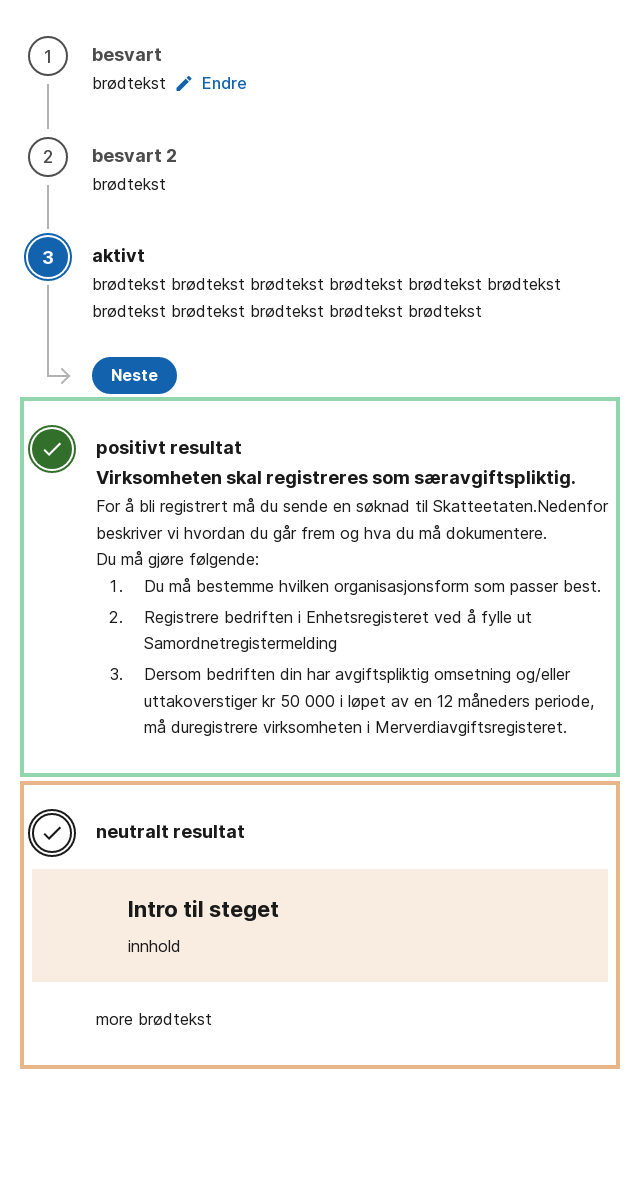 1
besvart
brødtekst Endre
2
besvart 2
brødtekst
3
aktivt
brødtekst brødtekst brødtekst brødtekst brødtekst brødtekst
brødtekst brødtekst brødtekst brødtekst brødtekst
Neste
positivt resultat
Virksomheten skal registreres som særavgiftspliktig.
For å bli registrert må du sende en søknad til Skatteetaten.Nedenfor
beskriver vi hvordan du går frem og hva du må dokumentere.
Du må gjøre følgende:
1. Du må bestemme hvilken organisasjonsform som passer best.
2. Registrere bedriften i Enhetsregisteret ved å fylle ut
Samordnetregistermelding
3. Dersom bedriften din har avgiftspliktig omsetning og/eller
uttakoverstiger kr 50 000 i løpet av en 12 måneders periode,
må duregistrere virksomheten i Merverdiavgiftsregisteret.
neutralt resultat
Intro til steget
innhold
more brødtekst